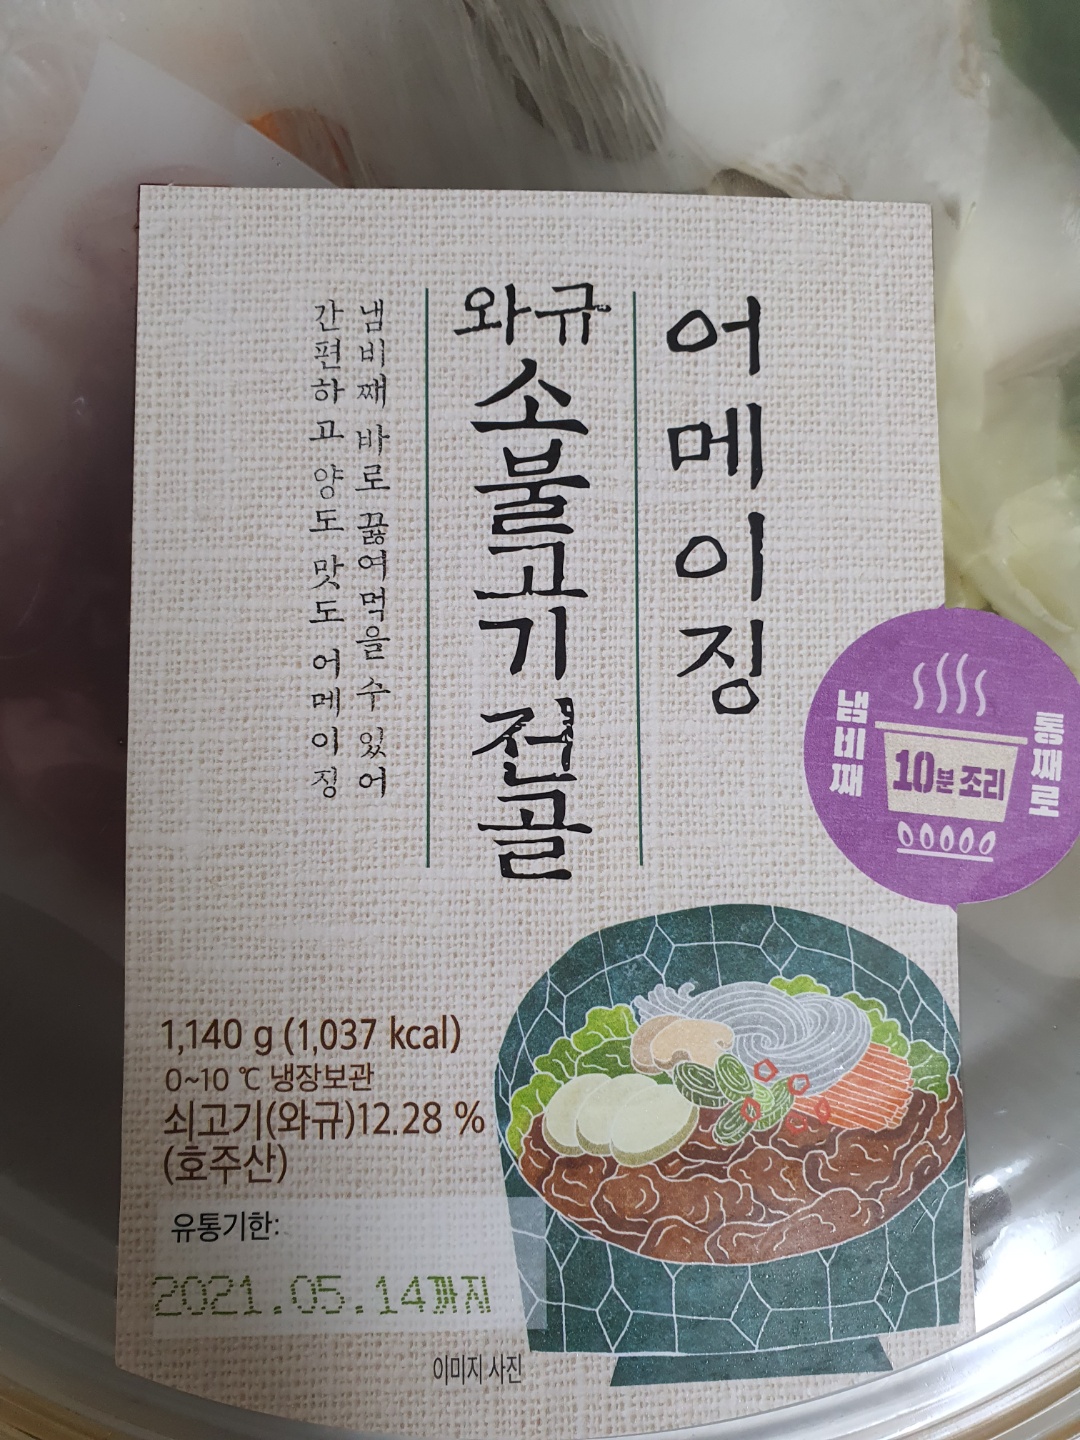 어메이징
와규
소불고기 전골
냄비째 바로 끓여먹을 수 있어
간편하고 양도 맛도 어메이징
냄비째
10분 조리
통째로
1,140 g (1,037 kcal)
0~10 ℃ 냉장보관
쇠고기(와규)12.28 %
(호주산)
유통기한:
2021.05.14까지
이미지 사진